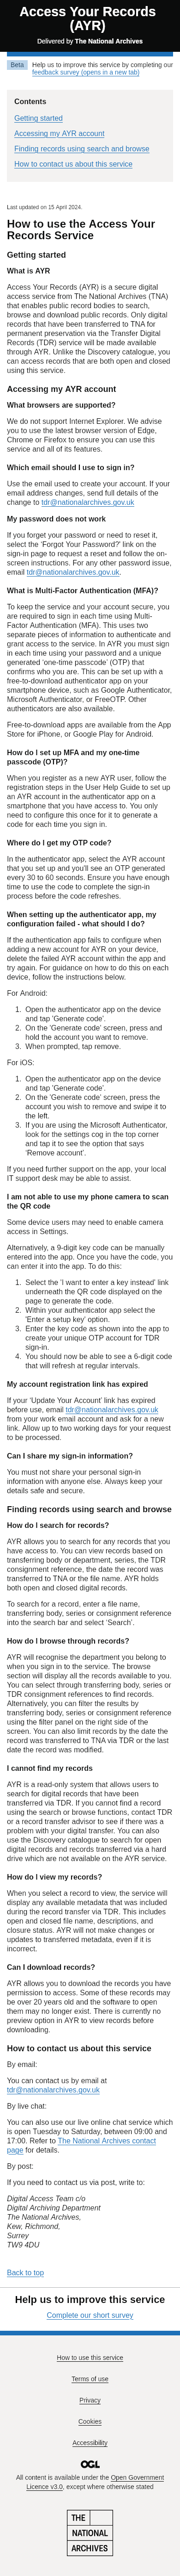 Access Your Records
(AYR)
Delivered by The National Archives
Beta Help us to improve this service by completing our
feedback survey (opens in a new tab)
Contents
Getting started
Accessing my AYR account
Finding records using search and browse
How to contact us about this service
Last updated on 15 April 2024.
How to use the Access Your
Records Service
Getting started
What is AYR
Access Your Records (AYR) is a secure digital
access service from The National Archives (TNA)
that enables public record bodies to search and
browse closed and public records. Only digital
records that have been transferred to TNA for
permanent preservation via the Transfer Digital
Records (TDR) service will be available through
through AYR. Unlike the Discovery catalogue, you
can access records that are both open and closed
using this service.
Accessing my AYR account
What browsers are supported?
We do not support Internet Explorer. We advise
you to use the latest browser version of Edge,
Chrome or Firefox to ensure you can use this
service and all of its features.
Which email should I use to sign in?
Use the email used to create your account. If your
email address changes, send full details of the
change to tdr@nationalarchives.gov.uk
My password does not work
If you forget your password or need to reset it,
select the 'Forgot Your Password?' link on the
sign-in page to reset password and follow the on-
screen instructions. For any other assistance,
email tdr@nationalarchives.gov.uk.
What is Multi-Factor Authentication (MFA)?
To keep the service and your account secure, you
are required to sign in each time using Multi-
Factor Authentication (MFA). This uses two
separate pieces of identification to confirm and
grant access to the service. In AYR you must sign
in each time using your password and a unique
generated 'one-time passcode' (OTP) that
confirms who you are. This can be set up with a
free-to-download authenticator app on your
smartphone device, such as Google Authenticator,
Microsoft Authenticator, or FreeOTP. Other
authenticators are also available.
Free-to-download apps are available from the App
Store for iPhone, or Google Play for Android.
How do I set up MFA and my one-time
passcode (OTP)?
When you register as a new AYR user, follow the
registration steps in the User Help Guide to set up
an AYR account in the authenticator app on a
smartphone that you have access to. You only
need to configure this once for it to generate a
code for each time you sign in.
Where do I get my OTP code?
In the authenticator app, select the AYR account
that you set up and you'll see an OTP generated
every 30 to 60 seconds. Ensure you have enough
time to enter the code and complete the sign-in
process before the code refreshes.
When setting up the authenticator app, my
configuration failed - what should I do?
If the authentication app fails to configure when
adding a new account for AYR on your device,
delete the failed AYR account within the app and
try again. For guidance on how to do this on each
device, follow the instructions below.
For Android:
1. Open the authenticator app on the device
and tap 'Generate code'.
2. On the 'Generate code' screen, press and
hold the account you want to remove.
3. When prompted, tap remove.
For iOS:
1. Open the authenticator app on the device
and tap 'Generate code'.
2. On the 'Generate code' screen, press the
account you wish to remove and swipe it to
the left.
3. If you are using the Microsoft Authenticator,
look for the settings cog in the top corner
and tap it to see the option that says
'Remove account'.
If you need further support on the app, your local
IT support desk may be able to assist.
I am not able to use my phone camera to scan
the QR code
Some device users may need to enable camera
access in Settings.
Alternatively, a 9-digit key code can be manually
entered into the app. Once you have the code, you
can enter it into the app. To do this:
1. Select the 'I want to enter a key instead' link
underneath the QR code displayed on the
page to generate the code.
2. Within your authenticator app select the
'Enter a setup key' option.
3. Enter the key code as shown into the app to
create your unique OTP account for TDR
sign-in.
4. You should now be able to see a 6-digit code
that will refresh at regular intervals.
My account registration link has expired
If your 'Update Your Account' link has expired
before use, email tdr@nationalarchives.gov.uk
from your work e-mail account and ask for a new
link. Allow up to two working days for your request
to be processed.
Can I share my sign-in information?
You must not share your personal sign-in
information with anyone else. Always keep your
details safe and secure.
Finding records using search and browse
How do I search for records?
AYR allows you to search for any records that you
have access to. You can view records based on
transferring body or department, series, the TDR
consignment reference, the date the record was
transferred to TNA or the file name. AYR holds
both open and closed digital records.
To search for a record, enter a file name,
transferring body, series or consignment reference
into the search bar and select 'Search'.
How do I browse through records?
AYR will recognise the department you belong to
when you sign in to the service. The browse
section will display all records available to you.
You can select through transferring body, series or
TDR consignment references to find records.
Alternatively, you can filter the results by
transferring body, series or consignment reference
using the filter panel on the right side of the
screen. You can also limit records by the date the
record was transferred to TNA via TDR or the last
date the record was modified.
I cannot find my records
AYR is a read-only system that allows users to
search for digital records that have been
transferred via TDR. If you cannot find a record
using the search or browse functions, contact TDR
or a records transfer advisor to see if there was a
problem with your digital transfer. You can also
use the Discovery catalogue to search for open
digital records and records transferred via a hard
drive which are not available on the AYR service.
How do I view my records?
When you select a record to view, the service will
show all of the available metadata that was included
during the record transfer via TDR. This includes
open and closed file name, descriptions, and
closure status. AYR will not make changes or
updates to transferred metadata, even if it is
incorrect.
Can I download records?
AYR allows you to download the records you have
permission to access. Some of these records may
be over 20 years old and the software to open
them may no longer exist. There is currently no
preview option in AYR to view records before
downloading.
How to contact us about this service
By email:
You can contact us by email at
tdr@nationalarchives.gov.uk
By live chat:
You can also use our live online chat service which
is open Tuesday to Saturday, between 09:00 and
17:00. Refer to The National Archives contact
page for details.
By post:
If you need to contact us via post, write to:
Digital Access Team c/o
Digital Archiving Department
The National Archives,
Kew, Richmond,
Surrey
TW9 4DU
Back to top
Help us to improve this service
Complete our short survey
How to use this service
Terms of use
Privacy
Cookies
Accessibility
OGL
All content is available under the Open Government
Licence v3.0, except where otherwise stated
THE
NATIONAL
ARCHIVES